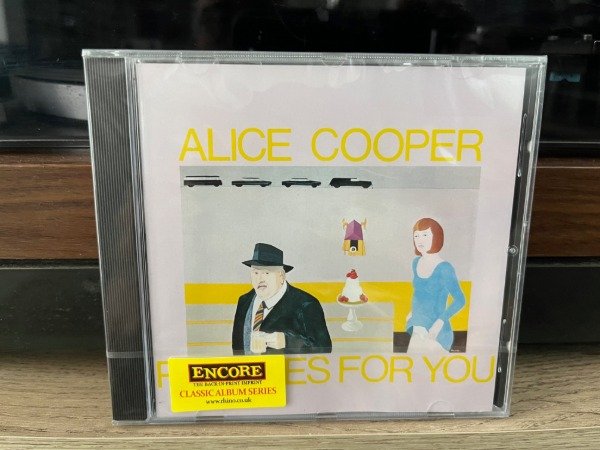 ALICE COOPER
FOR YOU
ENCORE
THE BACK IN PRINT IMPRINT
CLASSIC ALBUM SERIES
www.rhino.co.uk